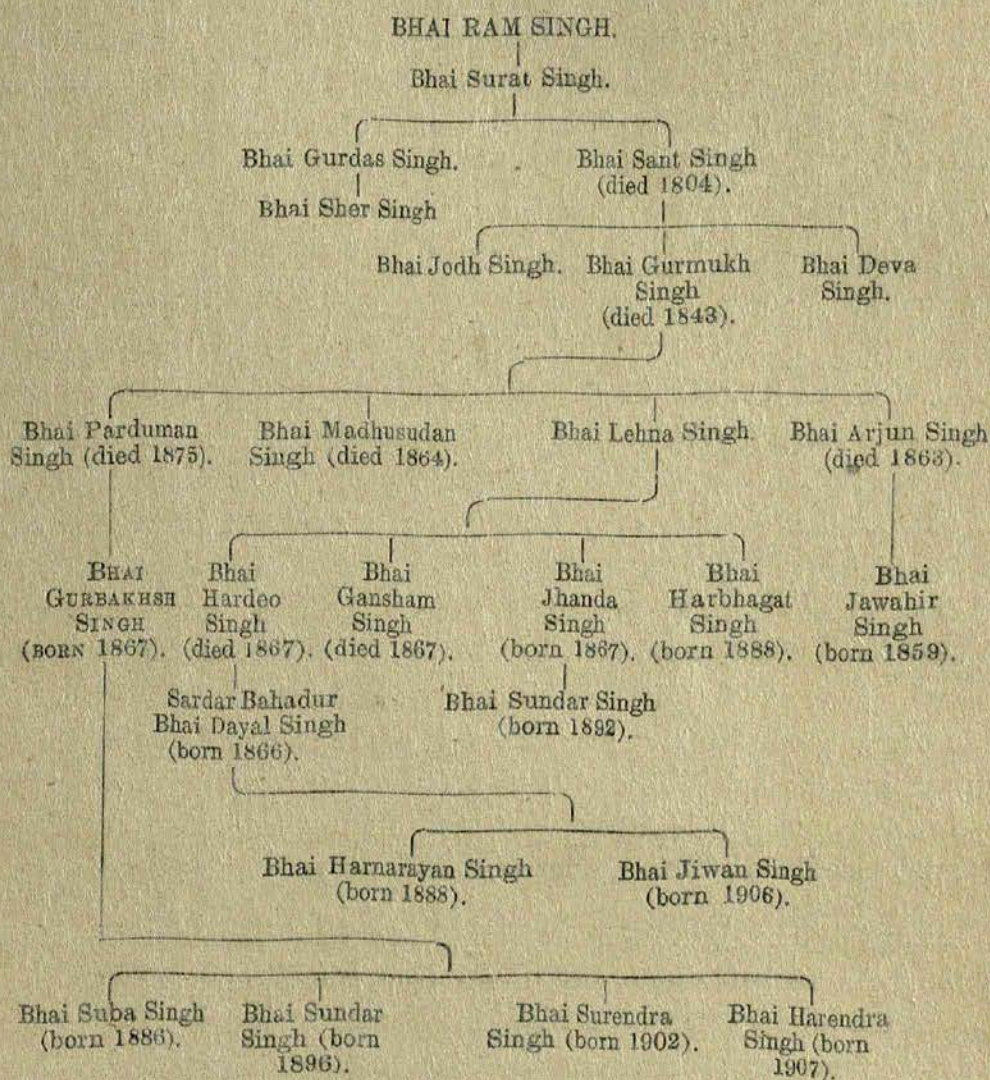 BHAI RAM SINGH.
Bhai Surat Singh.
Bhai Gurdas Singh.
Bhai Sher Singh
Bhai Sant Singh
(died 1804).
Bhai Jodh Singh.
Bhai Gurmukh
Singh
(died 1843).
Bhai Deva
Singh.
Bhai Parduman
Singh (died 1875).
Bhai Madhusudan
Singh (died 1864).
Bhai Lehna Singh.
Bhai Arjun Singh
(died 1863).
BHAI
GURBAKHSH
SINGH
(BORN 1867).
Bhai
Hardeo
Singh
(died 1867).
Bhai
Gansham
Singh
(died 1867).
Bhai
Jhanda
Singh
(born 1867).
Bhai
Harbhagat
Singh
(born 1888).
Bhai
Jawahir
Singh
(born 1859).
Sardar Bahadur
Bhai Dayal Singh
(born 1866).
Bhai Sundar Singh
(born 1892).
Bhai Harnarayan Singh
(born 1888).
Bhai Jiwan Singh
(born 1906).
Bhai Suba Singh
(born 1886).
Bhai Sundar
Singh (born
1896).
Bhai Surendra
Singh (born 1902).
Bhai Harendra
Singh (born
1907).